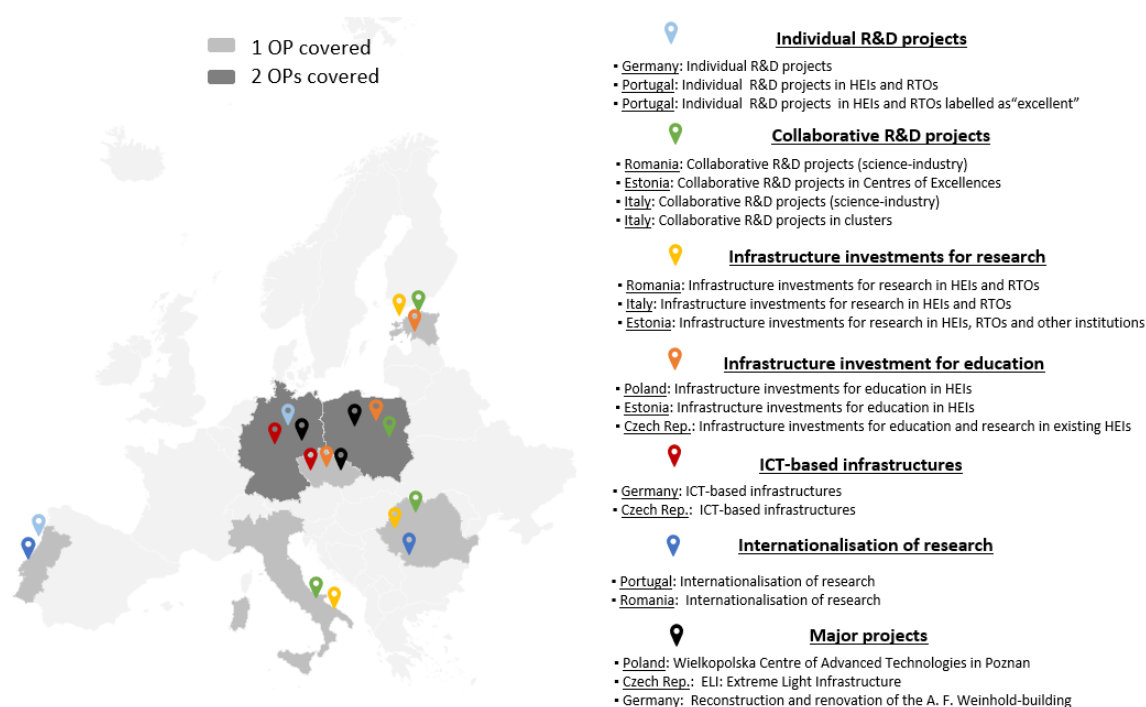 1 OP covered
2 OPs covered
Individual R&D projects
▪ Germany: Individual R&D projects
▪ Portugal: Individual R&D projects in HEIs and RTOs
▪ Portugal: Individual R&D projects in HEIs and RTOs labelled as“excellent”
Collaborative R&D projects
▪ Romania: Collaborative R&D projects (science-industry)
▪ Estonia: Collaborative R&D projects in Centres of Excellences
▪ Italy: Collaborative R&D projects (science-industry)
▪ Italy: Collaborative R&D projects in clusters
Infrastructure investments for research
▪ Romania: Infrastructure investments for research in HEIs and RTOs
▪ Italy: Infrastructure investments for research in HEIs and RTOs
▪ Estonia: Infrastructure investments for research in HEIs, RTOs and other institutions
Infrastructure investment for education
▪ Poland: Infrastructure investments for education in HEIs
▪ Estonia: Infrastructure investments for education in HEIs
▪ Czech Rep.: Infrastructure investments for education and research in existing HEIs
ICT-based infrastructures
▪ Germany: ICT-based infrastructures
▪ Czech Rep.: ICT-based infrastructures
Internationalisation of research
▪ Portugal: Internationalisation of research
▪ Romania: Internationalisation of research
Major projects
▪ Poland: Wielkopolska Centre of Advanced Technologies in Poznan
▪ Czech Rep.: ELI: Extreme Light Infrastructure
▪ Germany: Reconstruction and renovation of the A. F. Weinhold-building